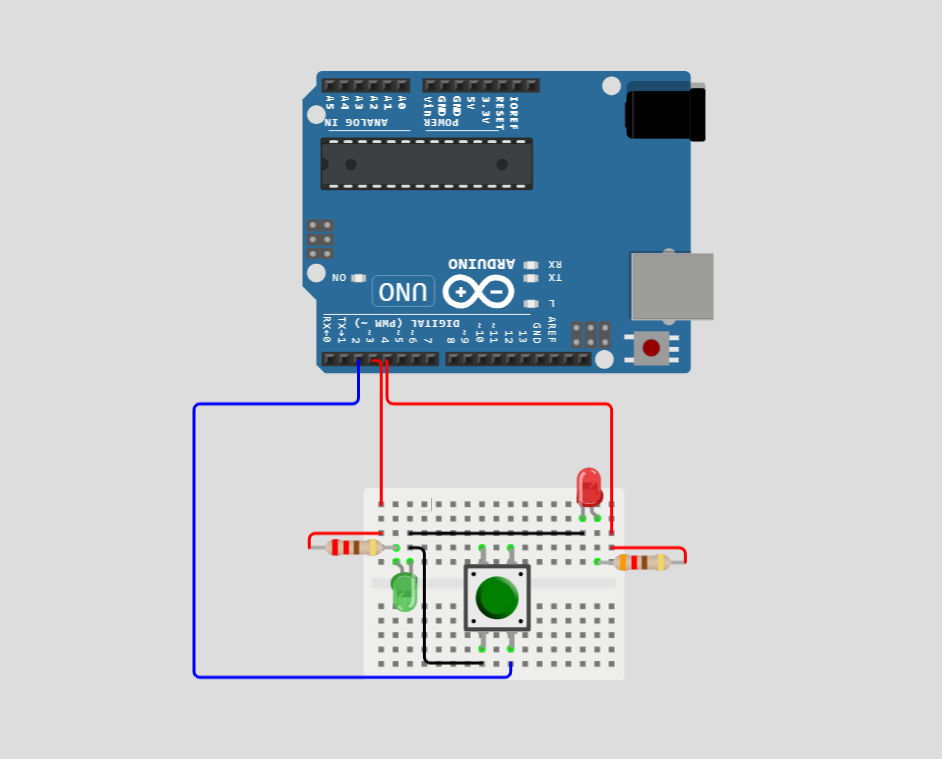 A5 A4 A3 A2 A1 A0
Vin GND GND 5V 3.3V RESET IOREF
ANALOG IN
POWER
ARDUINO
RX
TX
ON
UNO
L
DIGITAL (PWM ~)
RX←0 TX→1 2 ~3 4 ~5 ~6 7 8 ~9 ~10 ~11 12 13 GND AREF